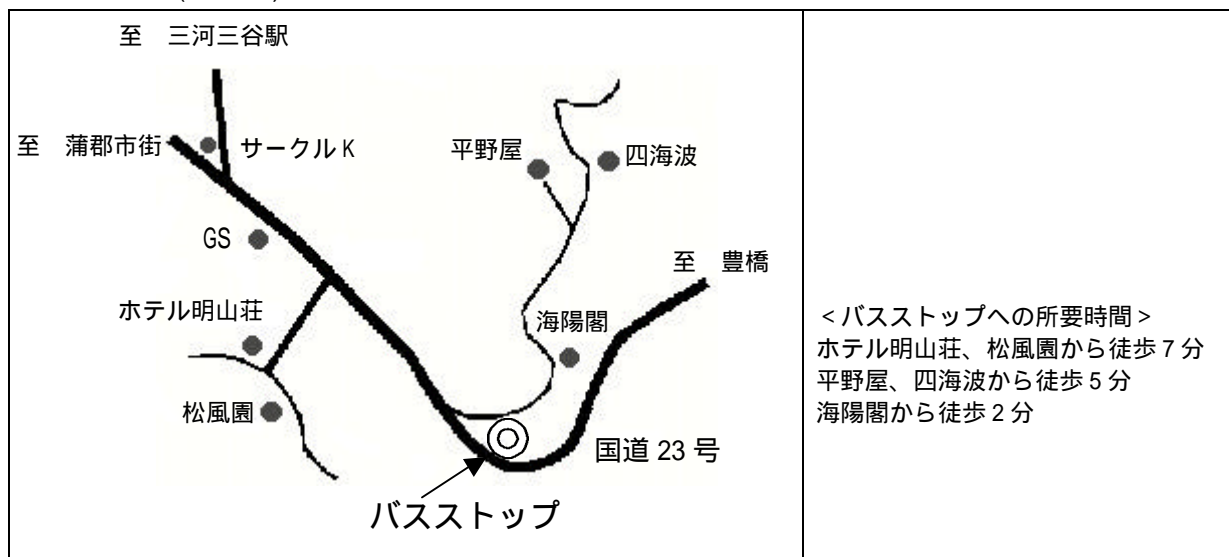 至　三河三谷駅
至　蒲郡市街
サークルK
平野屋
四海波
GS
至　豊橋
ホテル明山荘
海陽閣
松風園
国道 23 号
バスストップ
＜バスストップへの所要時間＞
ホテル明山荘、松風園から徒歩７分
平野屋、四海波から徒歩５分
海陽閣から徒歩２分